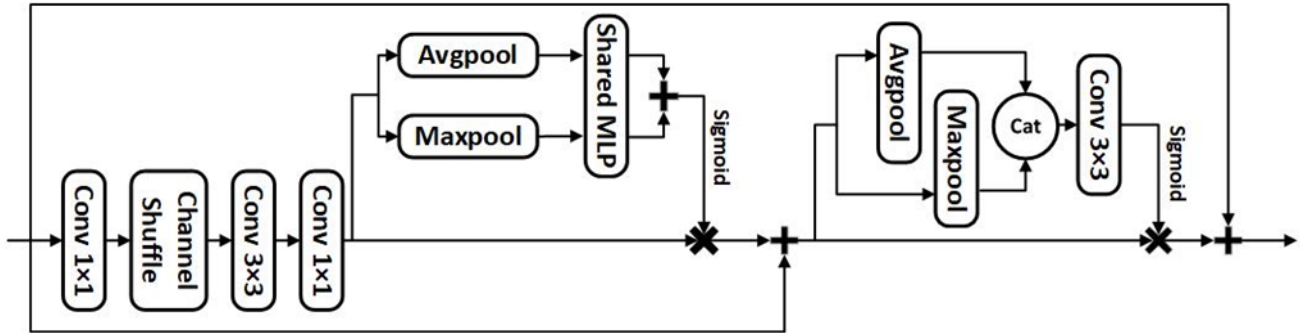 Conv 1×1
Channel
Shuffle
Conv 3×3
Conv 1×1
Avgpool
Maxpool
Shared MLP
Sigmoid
Avgpool
Maxpool
Cat
Conv 3×3
Sigmoid